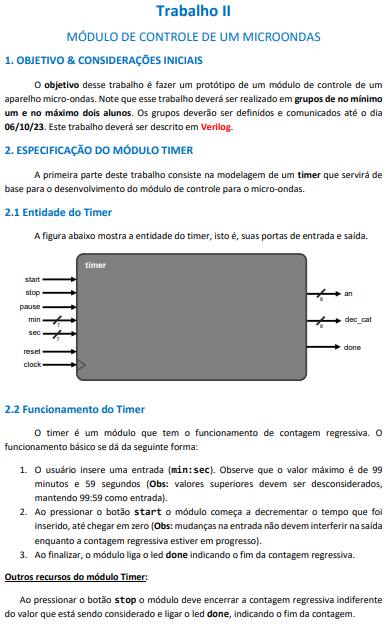 Trabalho II
MÓDULO DE CONTROLE DE UM MICROONDAS
1. OBJETIVO & CONSIDERAÇÕES INICIAIS
O objetivo desse trabalho é fazer um protótipo de um módulo de controle de um
aparelho micro-ondas. Note que esse trabalho deverá ser realizado em grupos de no mínimo
um e no máximo dois alunos. Os grupos deverão ser definidos e comunicados até o dia
06/10/23. Este trabalho deverá ser descrito em Verilog.
2. ESPECIFICAÇÃO DO MÓDULO TIMER
A primeira parte deste trabalho consiste na modelagem de um timer que servirá de
base para o desenvolvimento do módulo de controle para o micro-ondas.
2.1 Entidade do Timer
A figura abaixo mostra a entidade do timer, isto é, suas portas de entrada e saída.
timer
start
stop
pause
min 7
sec 7
reset
clock
8 an
8 dec_cat
done
2.2 Funcionamento do Timer
O timer é um módulo que tem o funcionamento de contagem regressiva. O
funcionamento básico se dá da seguinte forma:
1. O usuário insere uma entrada (min:sec). Observe que o valor máximo é de 99
minutos e 59 segundos (Obs: valores superiores devem ser desconsiderados,
mantendo 99:59 como entrada).
2. Ao pressionar o botão start o módulo começa a decrementar o tempo que foi
inserido, até chegar em zero (Obs: mudanças na entrada não devem interferir na saída
enquanto a contagem regressiva estiver em progresso).
3. Ao finalizar, o módulo liga o led done indicando o fim da contagem regressiva.
Outros recursos do módulo Timer:
Ao pressionar o botão stop o módulo deve encerrar a contagem regressiva indiferente
do valor que está sendo considerado e ligar o led done, indicando o fim da contagem.